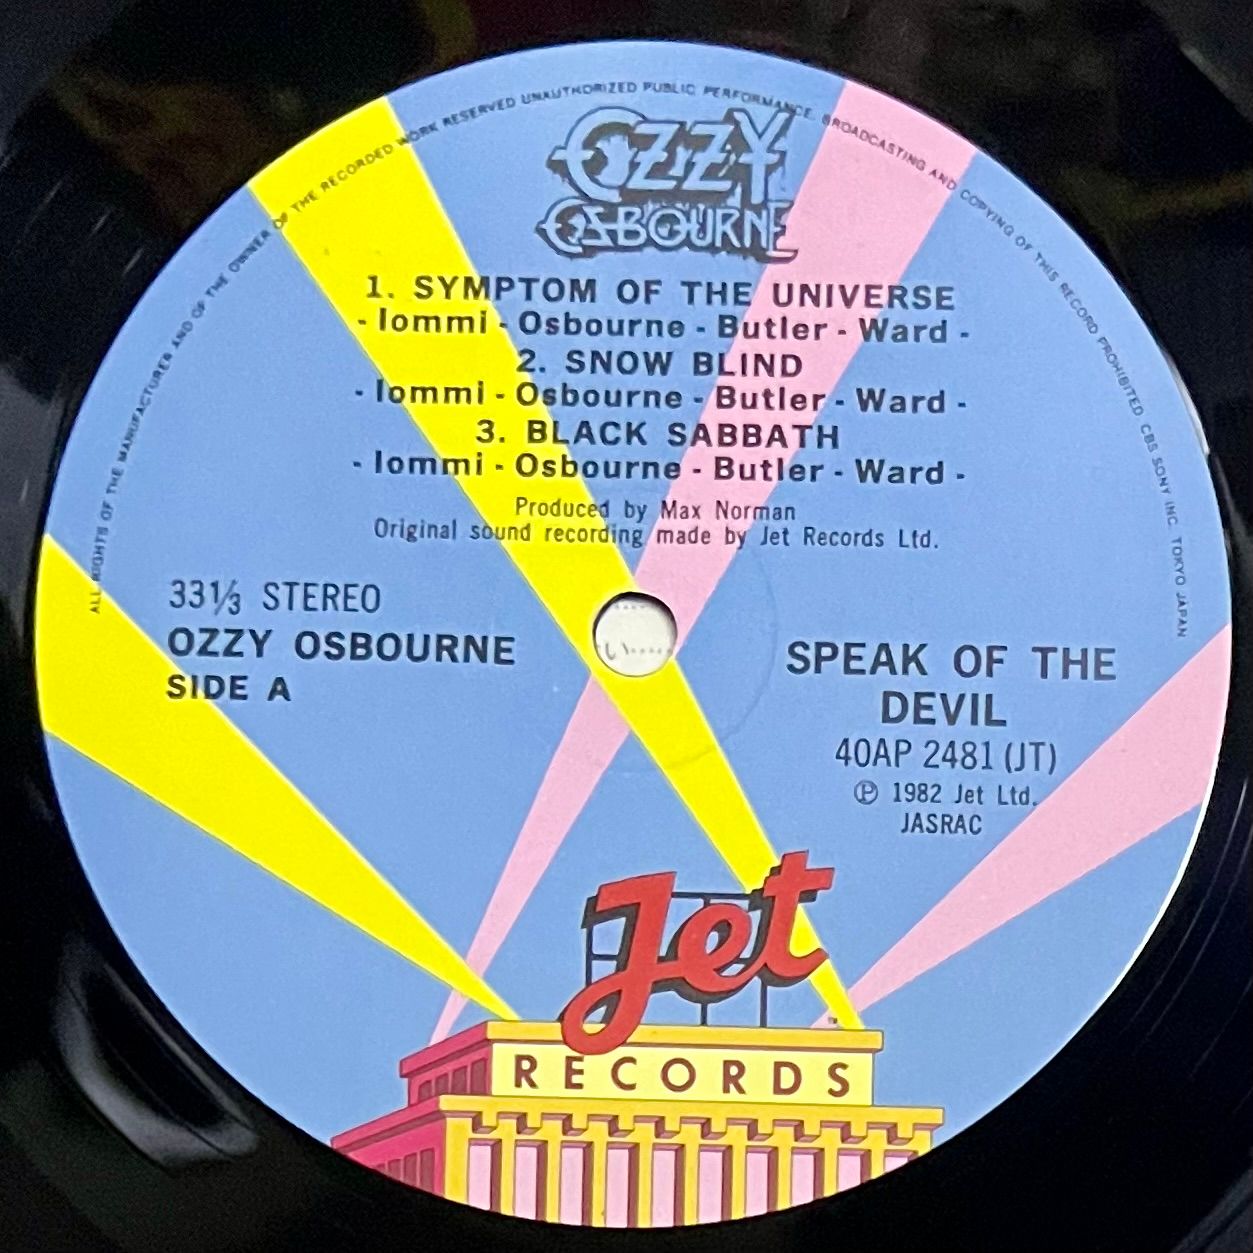 ALL RIGHTS OF THE MANUFACTURER AND OF THE OWNER OF THE RECORDED WORK RESERVED UNAUTHORIZED PUBLIC PERFORMANCE, BROADCASTING AND COPYING OF THIS RECORD PROHIBITED CBS SONY INC. TOKYO JAPAN
OZZY
OSBOURNE
1. SYMPTOM OF THE UNIVERSE
- Iommi - Osbourne - Butler - Ward -
2. SNOW BLIND
- Iommi - Osbourne - Butler - Ward -
3. BLACK SABBATH
- Iommi - Osbourne - Butler - Ward -
Produced by Max Norman
Original sound recording made by Jet Records Ltd.
33⅓ STEREO
OZZY OSBOURNE
SIDE A
SPEAK OF THE
DEVIL
40AP 2481 (JT)
℗ 1982 Jet Ltd.
JASRAC
Jet
RECORDS